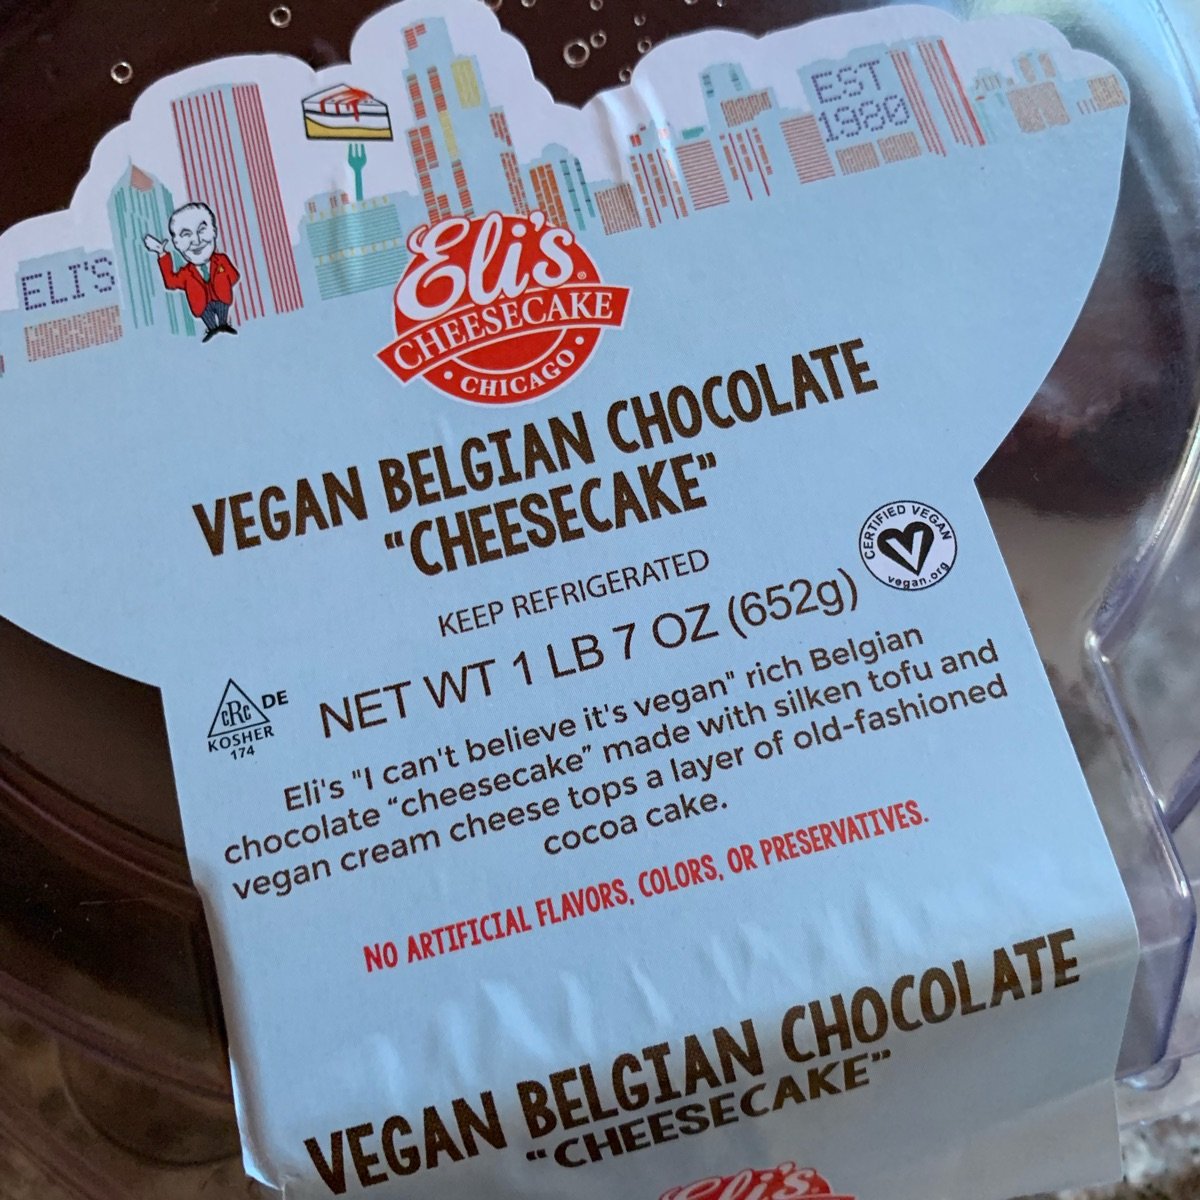 EST
1980
ELI'S
Eli's®
CHEESECAKE
• CHICAGO •
VEGAN BELGIAN CHOCOLATE
“CHEESECAKE”
CERTIFIED VEGAN
vegan.org
KEEP REFRIGERATED
NET WT 1 LB 7 OZ (652g)
cRc DE
KOSHER
174
Eli's "I can't believe it's vegan" rich Belgian
chocolate “cheesecake” made with silken tofu and
vegan cream cheese tops a layer of old-fashioned
cocoa cake.
NO ARTIFICIAL FLAVORS, COLORS, OR PRESERVATIVES.
VEGAN BELGIAN CHOCOLATE
“CHEESECAKE”
Eli's